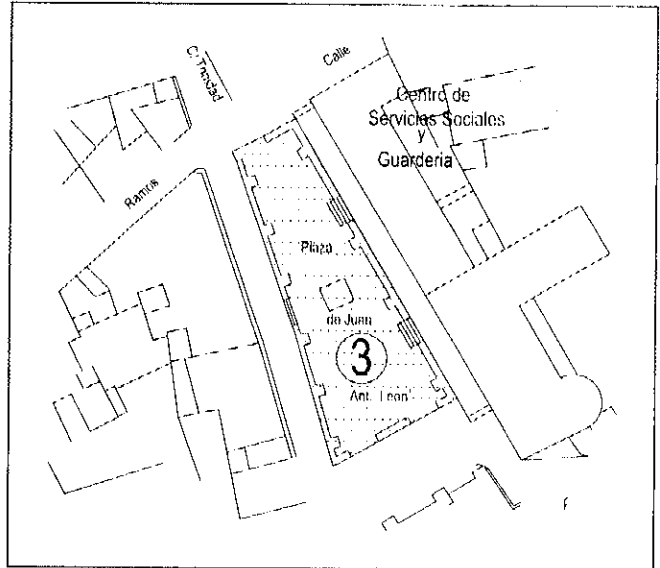 Calle
C/ Trinidad
Centro de
Servicios Sociales
y
Guarderia
Ramos
Plaza
de Juan
3
Ant. Leon